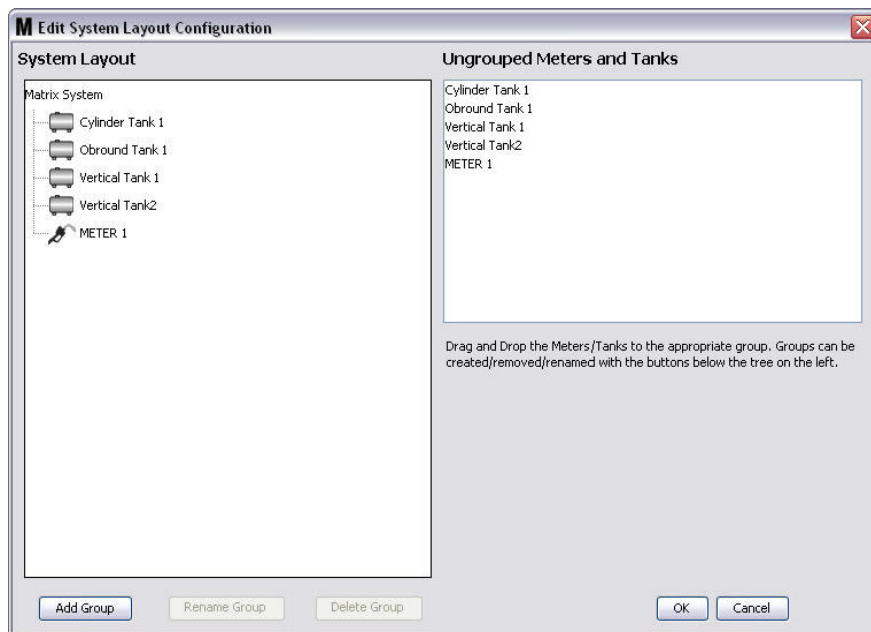 M Edit System Layout Configuration
System Layout
Matrix System
Cylinder Tank 1
Obround Tank 1
Vertical Tank 1
Vertical Tank2
METER 1
Ungrouped Meters and Tanks
Cylinder Tank 1
Obround Tank 1
Vertical Tank 1
Vertical Tank2
METER 1
Drag and Drop the Meters/Tanks to the appropriate group. Groups can be
created/removed/renamed with the buttons below the tree on the left.
Add Group
Rename Group
Delete Group
OK
Cancel